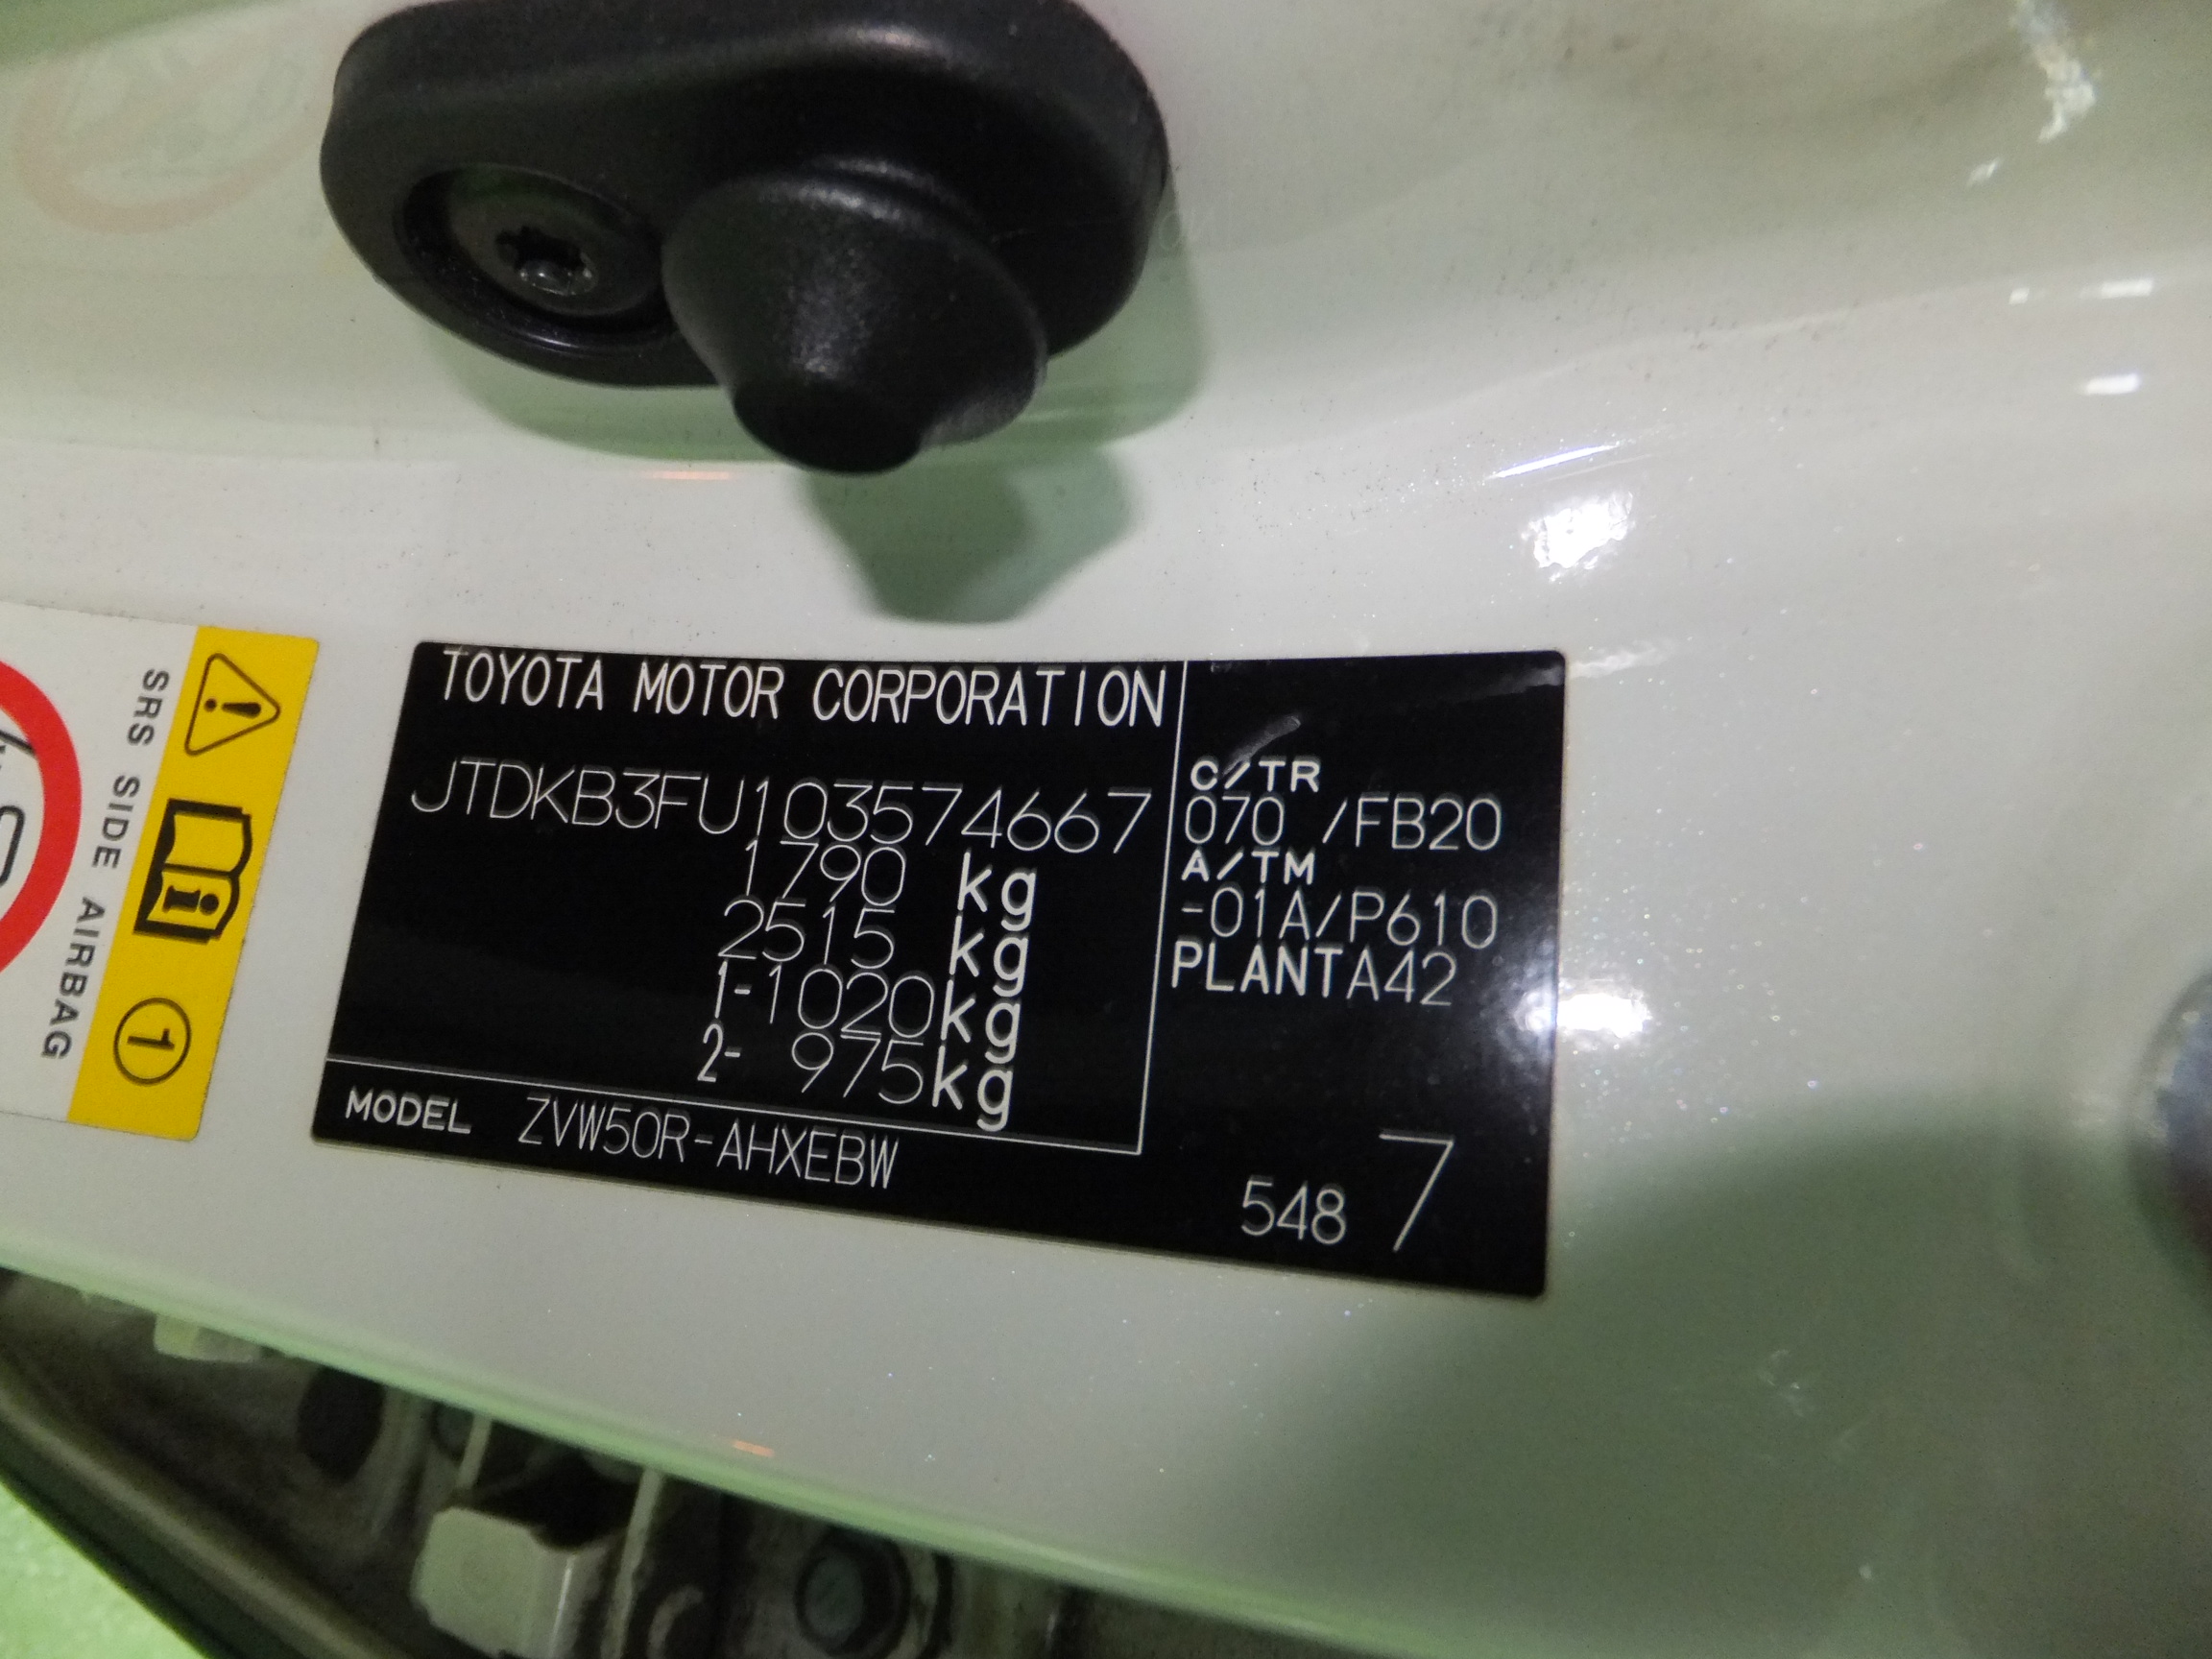 TOYOTA MOTOR CORPORATION
JTDKB3FU103574667
1790 kg
2515 kg
1-1020kg
2- 975kg
MODEL ZVW50R-AHXEBW
C/TR
070 /FB20
A/TM
-01A/P610
PLANTA42
548 7
SRS SIDE AIRBAG
i
1